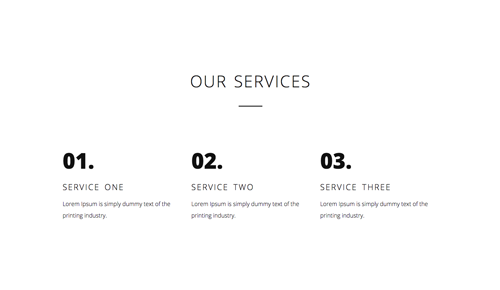 OUR SERVICES
01.
SERVICE ONE
Lorem Ipsum is simply dummy text of the
printing industry.
02.
SERVICE TWO
Lorem Ipsum is simply dummy text of the
printing industry.
03.
SERVICE THREE
Lorem Ipsum is simply dummy text of the
printing industry.